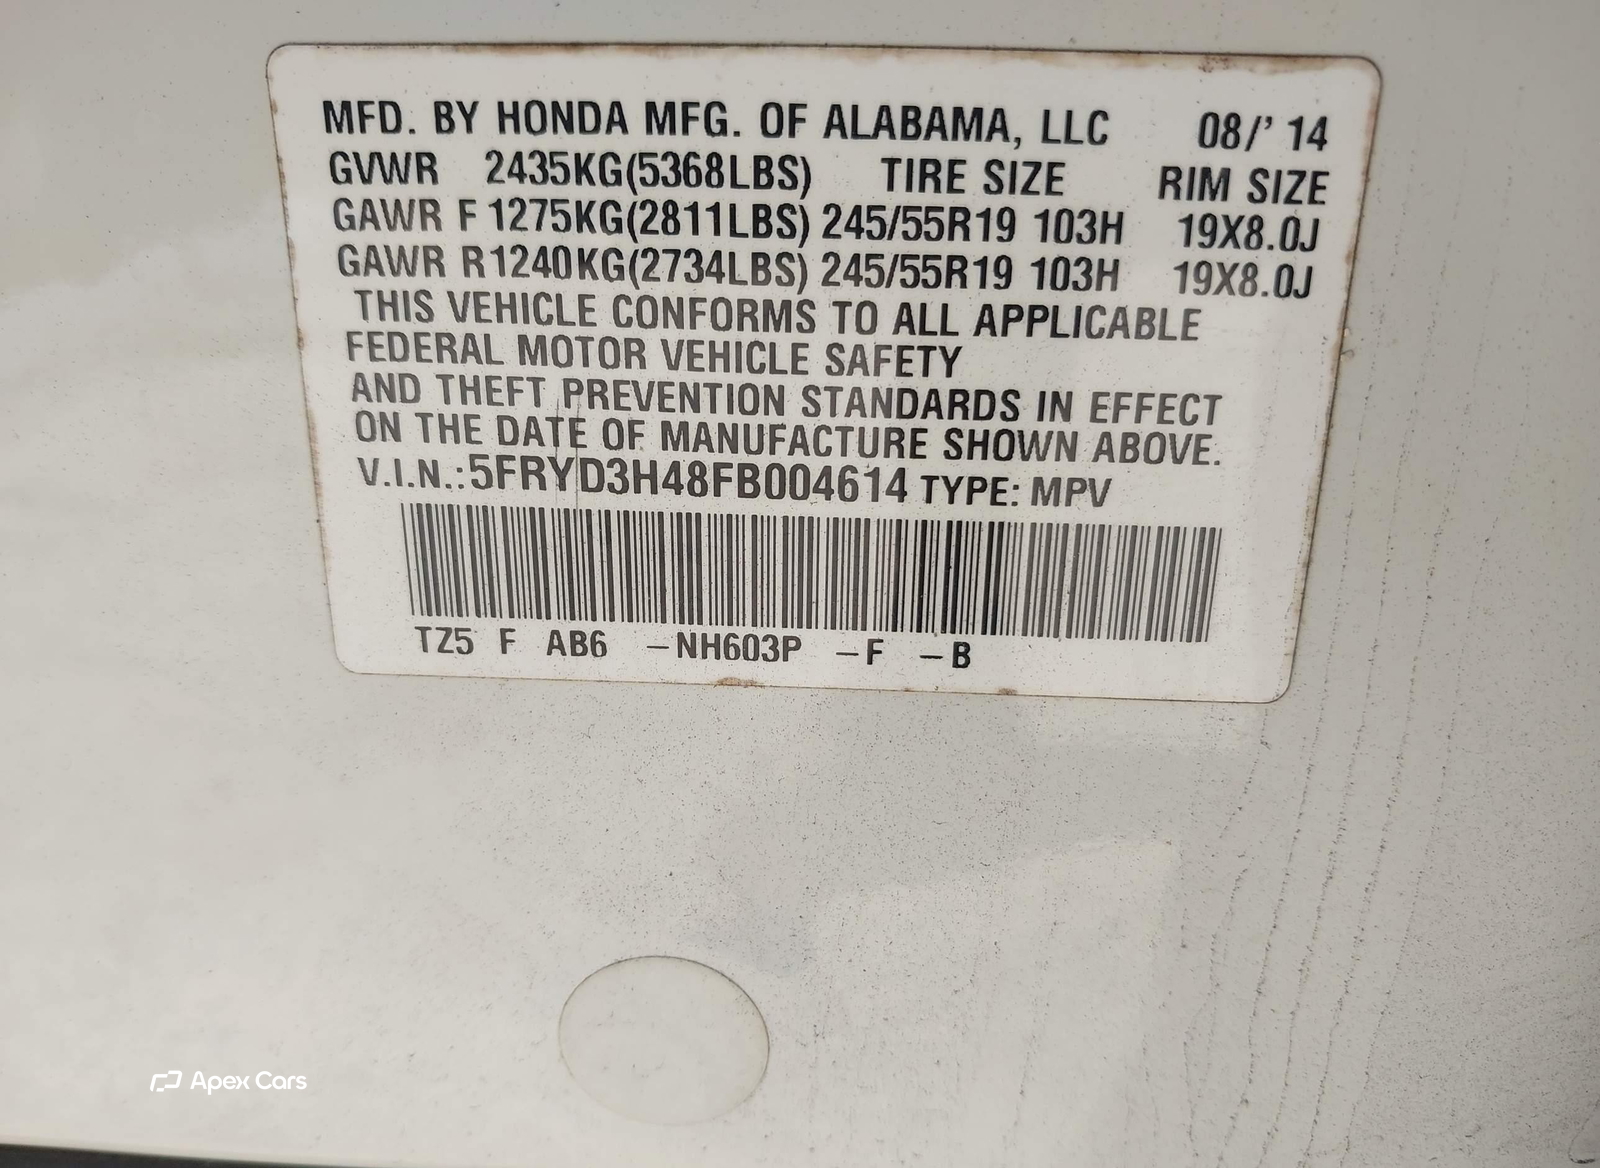 MFD. BY HONDA MFG. OF ALABAMA, LLC 08/' 14
GVWR 2435KG(5368LBS) TIRE SIZE RIM SIZE
GAWR F 1275KG(2811LBS) 245/55R19 103H 19X8.0J
GAWR R1240KG(2734LBS) 245/55R19 103H 19X8.0J
THIS VEHICLE CONFORMS TO ALL APPLICABLE
FEDERAL MOTOR VEHICLE SAFETY
AND THEFT PREVENTION STANDARDS IN EFFECT
ON THE DATE OF MANUFACTURE SHOWN ABOVE.
V.I.N.:5FRYD3H48FB004614 TYPE: MPV
TZ5 F AB6 –NH603P –F –B
Apex Cars